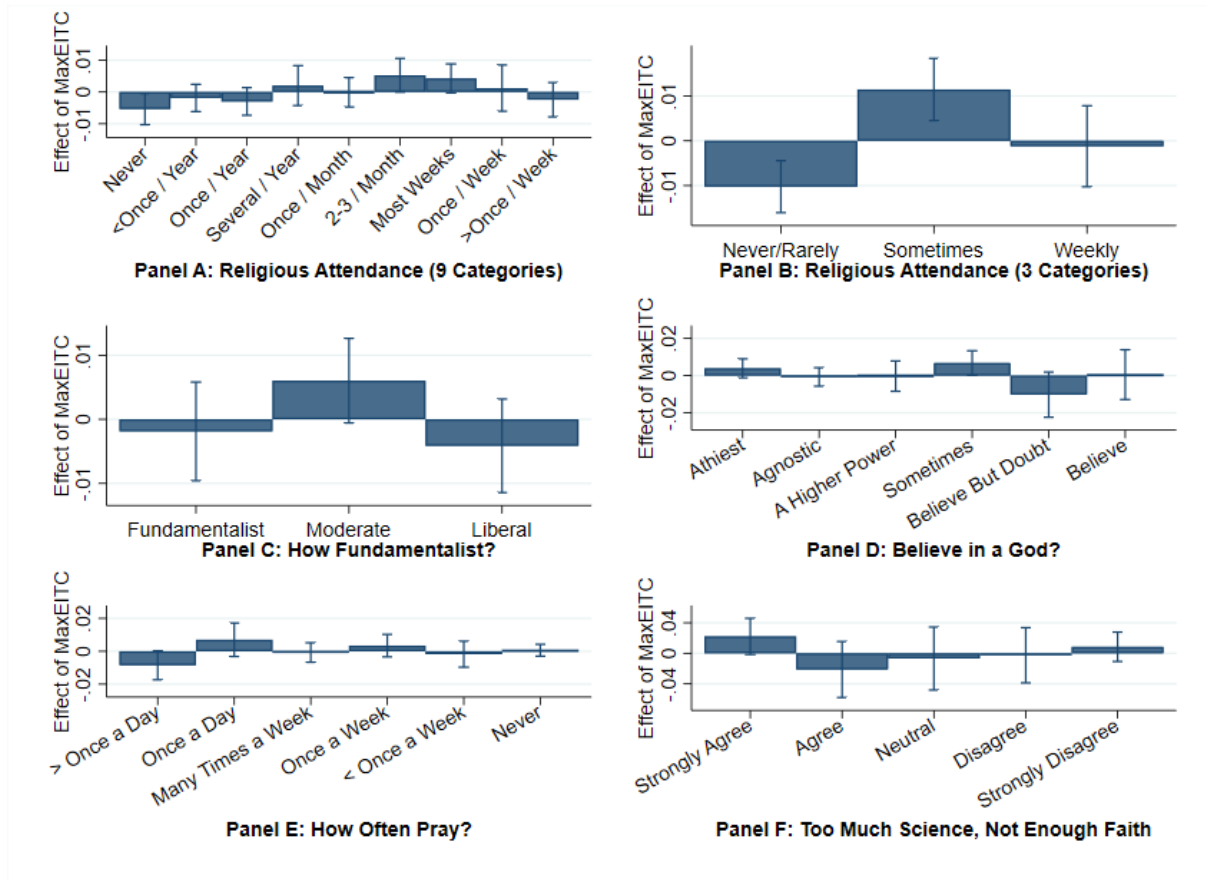 Effect of MaxEITC
.01
0
-.01
Never
<Once / Year
Once / Year
Several / Year
Once / Month
2-3 / Month
Most Weeks
Once / Week
>Once / Week
Panel A: Religious Attendance (9 Categories)
Effect of MaxEITC
.01
0
-.01
Never/Rarely
Sometimes
Weekly
Panel B: Religious Attendance (3 Categories)
Effect of MaxEITC
.01
0
-.01
Fundamentalist
Moderate
Liberal
Panel C: How Fundamentalist?
Effect of MaxEITC
.02
0
-.02
Athiest
Agnostic
A Higher Power
Sometimes
Believe But Doubt
Believe
Panel D: Believe in a God?
Effect of MaxEITC
.02
0
-.02
> Once a Day
Once a Day
Many Times a Week
Once a Week
< Once a Week
Never
Panel E: How Often Pray?
Effect of MaxEITC
.04
0
-.04
Strongly Agree
Agree
Neutral
Disagree
Strongly Disagree
Panel F: Too Much Science, Not Enough Faith